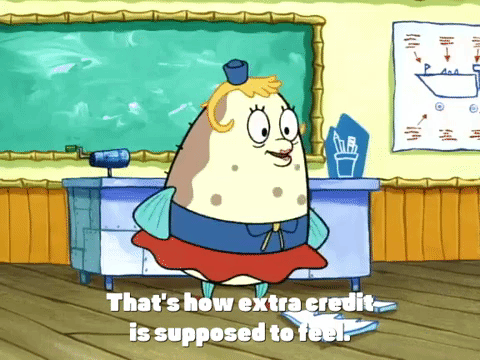 That's how extra credit
is supposed to feel.